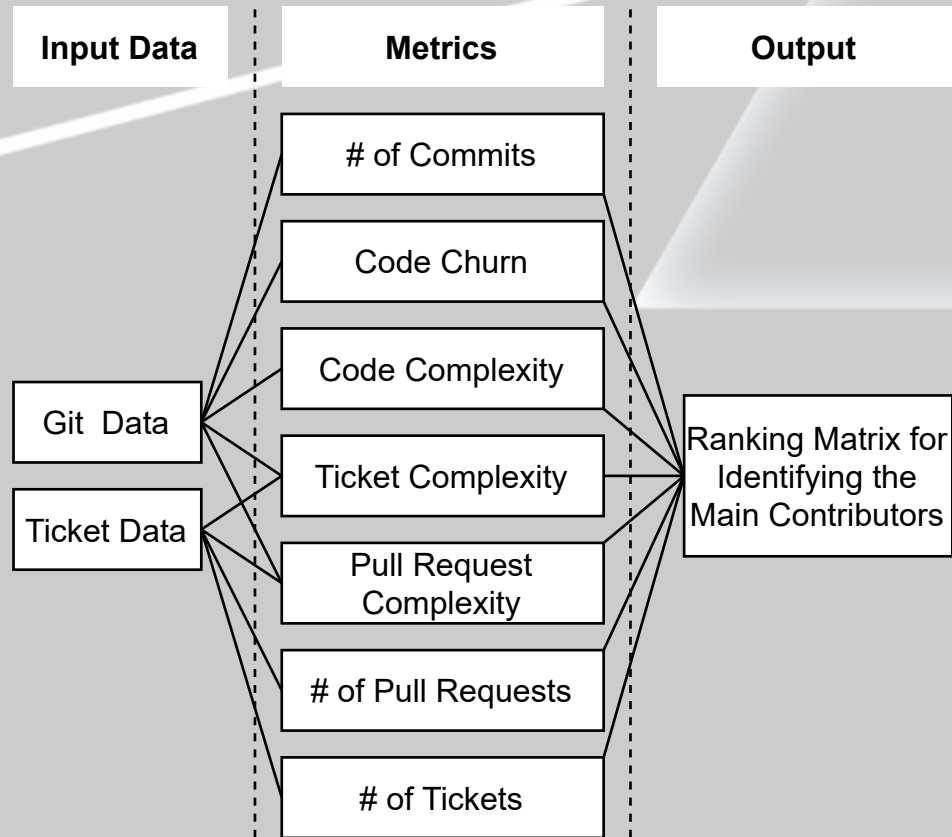 Input Data
Metrics
Output
# of Commits
Code Churn
Code Complexity
Git Data
Ticket Complexity
Ticket Data
Pull Request
Complexity
# of Pull Requests
# of Tickets
Ranking Matrix for
Identifying the
Main Contributors